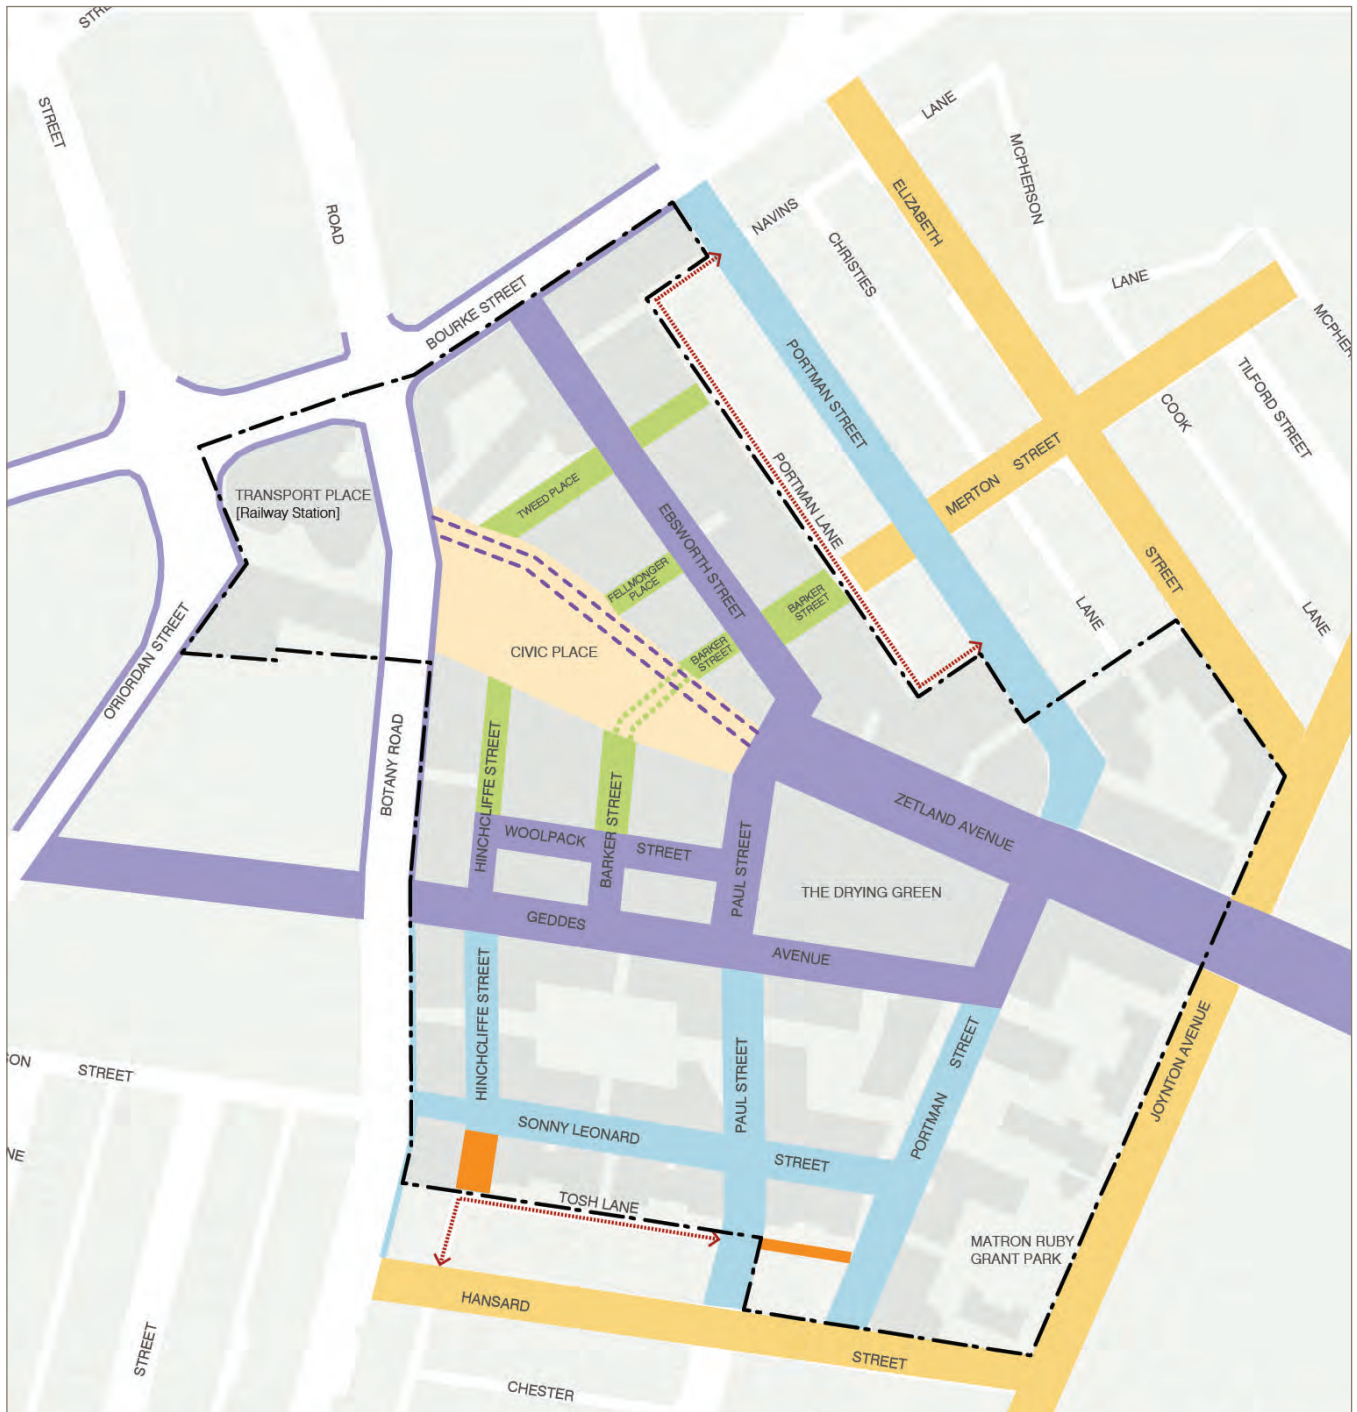 STREET
LANE
ROAD
MCPHERSON
ELIZABETH
NAVINS
CHRISTIES
LANE
BOURKE STREET
PORTMAN STREET
TILFORD STREET
COOK
MERTON STREET
PORTMAN LANE
TRANSPORT PLACE
[Railway Station]
TWEED PLACE
EBSWORTH STREET
STREET
FELLMONGER
PLACE
BARKER
STREET
LANE
LANE
O'RIORDAN STREET
CIVIC PLACE
BARKER
STREET
BOTANY ROAD
HINCHCLIFFE STREET
BARKER STREET
ZETLAND AVENUE
WOOLPACK STREET
PAUL STREET
THE DRYING GREEN
GEDDES AVENUE
HINCHCLIFFE STREET
PAUL STREET
PORTMAN STREET
JOYNTON AVENUE
STREET
SONNY LEONARD STREET
TOSH LANE
MATRON RUBY
GRANT PARK
HANSARD STREET
STREET
CHESTER